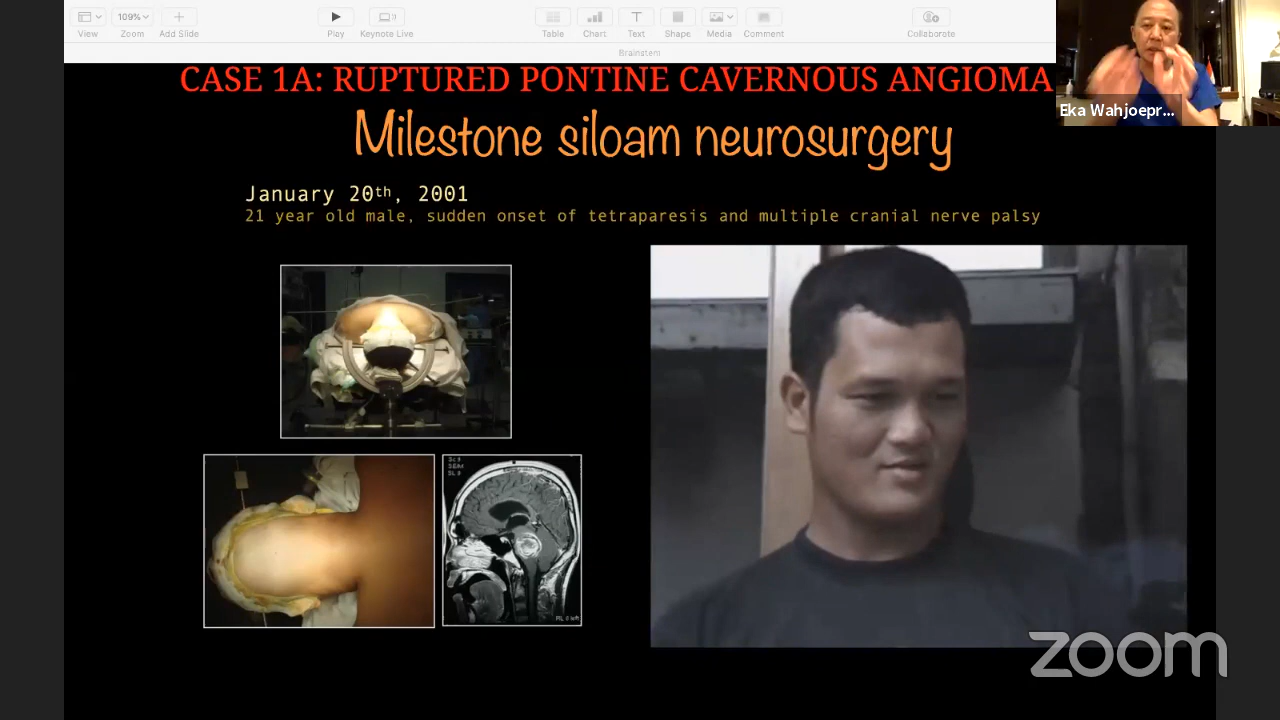 109%
View
Zoom
Add Slide
Play
Keynote Live
Table
Chart
Text
Shape
Media
Comment
Collaborate
Brainstem
CASE 1A: RUPTURED PONTINE CAVERNOUS ANGIOMA
Eka Wahjoepr...
Milestone siloam neurosurgery
January 20th, 2001
21 year old male, sudden onset of tetraparesis and multiple cranial nerve palsy
zoom